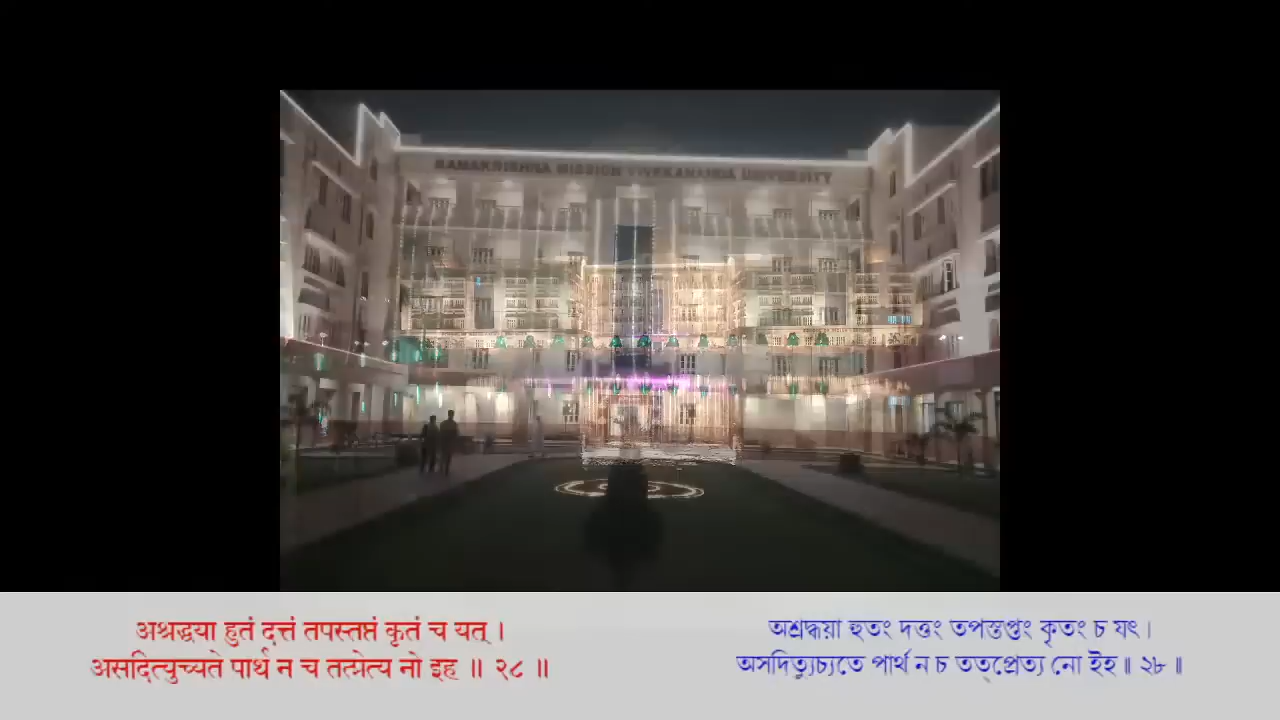 RAMAKRISHNA MISSION VIVEKANANDA UNIVERSITY
अश्रद्धया हुतं दत्तं तपस्तप्तं कृतं च यत् ।
असदित्युच्यते पार्थ न च तत्प्रेत्य नो इह ॥ २८ ॥
অশ্রদ্ধয়া হুতং দত্তং তপস্তপ্তং কৃতং চ যৎ।
অসদিত্যুচ্যতে পার্থ ন চ তত্প্রেত্য নো ইহ॥ ২৮॥